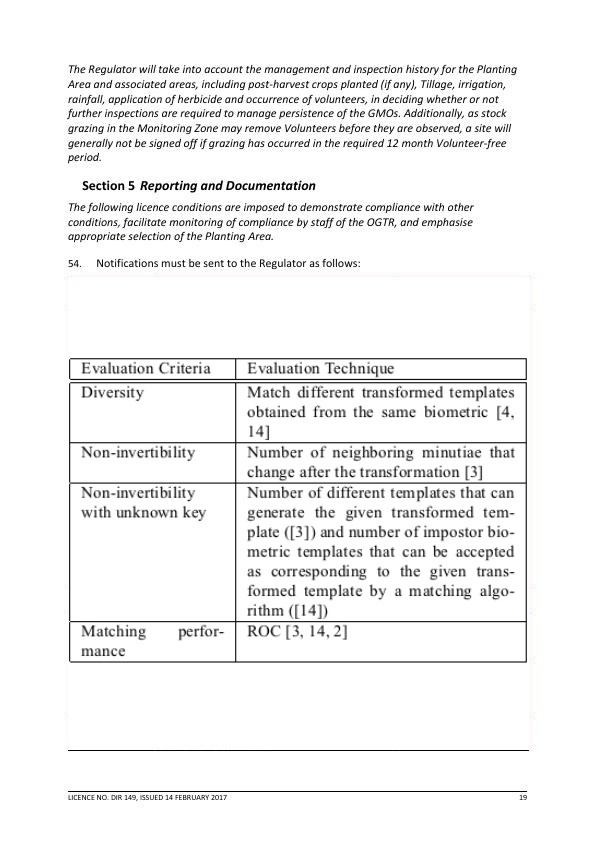 The Regulator will take into account the management and inspection history for the Planting
Area and associated areas, including post-harvest crops planted (if any), Tillage, irrigation,
rainfall, application of herbicide and occurrence of volunteers, in deciding whether or not
further inspections are required to manage persistence of the GMOs. Additionally, as stock
grazing in the Monitoring Zone may remove Volunteers before they are observed, a site will
generally not be signed off if grazing has occurred in the required 12 month Volunteer-free
period.
Section 5 Reporting and Documentation
The following licence conditions are imposed to demonstrate compliance with other
conditions, facilitate monitoring of compliance by staff of the OGTR, and emphasise
appropriate selection of the Planting Area.
54. Notifications must be sent to the Regulator as follows:
Evaluation Criteria Evaluation Technique
Diversity Match different transformed templates
obtained from the same biometric [4,
14]
Non-invertibility Number of neighboring minutiae that
change after the transformation [3]
Non-invertibility Number of different templates that can
with unknown key generate the given transformed tem-
plate ([3]) and number of impostor bio-
metric templates that can be accepted
as corresponding to the given trans-
formed template by a matching algo-
rithm ([14])
Matching perfor- ROC [3, 14, 2]
mance
LICENCE NO. DIR 149, ISSUED 14 FEBRUARY 2017 19